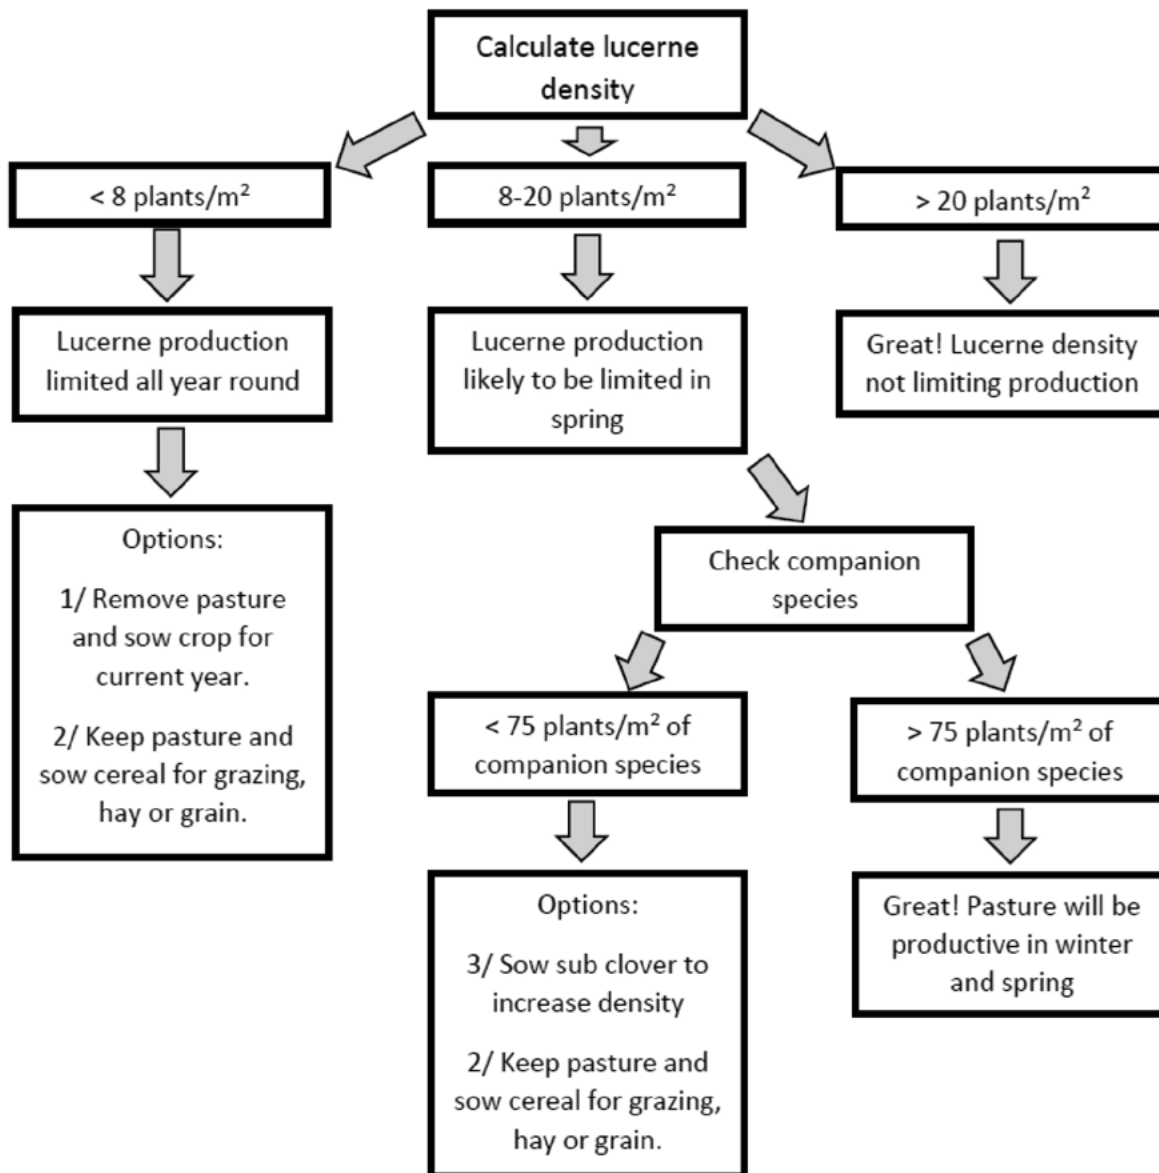 Calculate lucerne
density
< 8 plants/m²
8-20 plants/m²
> 20 plants/m²
Lucerne production
limited all year round
Lucerne production
likely to be limited in
spring
Great! Lucerne density
not limiting production
Options:
1/ Remove pasture
and sow crop for
current year.
2/ Keep pasture and
sow cereal for grazing,
hay or grain.
Check companion
species
< 75 plants/m² of
companion species
> 75 plants/m² of
companion species
Options:
3/ Sow sub clover to
increase density
2/ Keep pasture and
sow cereal for grazing,
hay or grain.
Great! Pasture will be
productive in winter
and spring